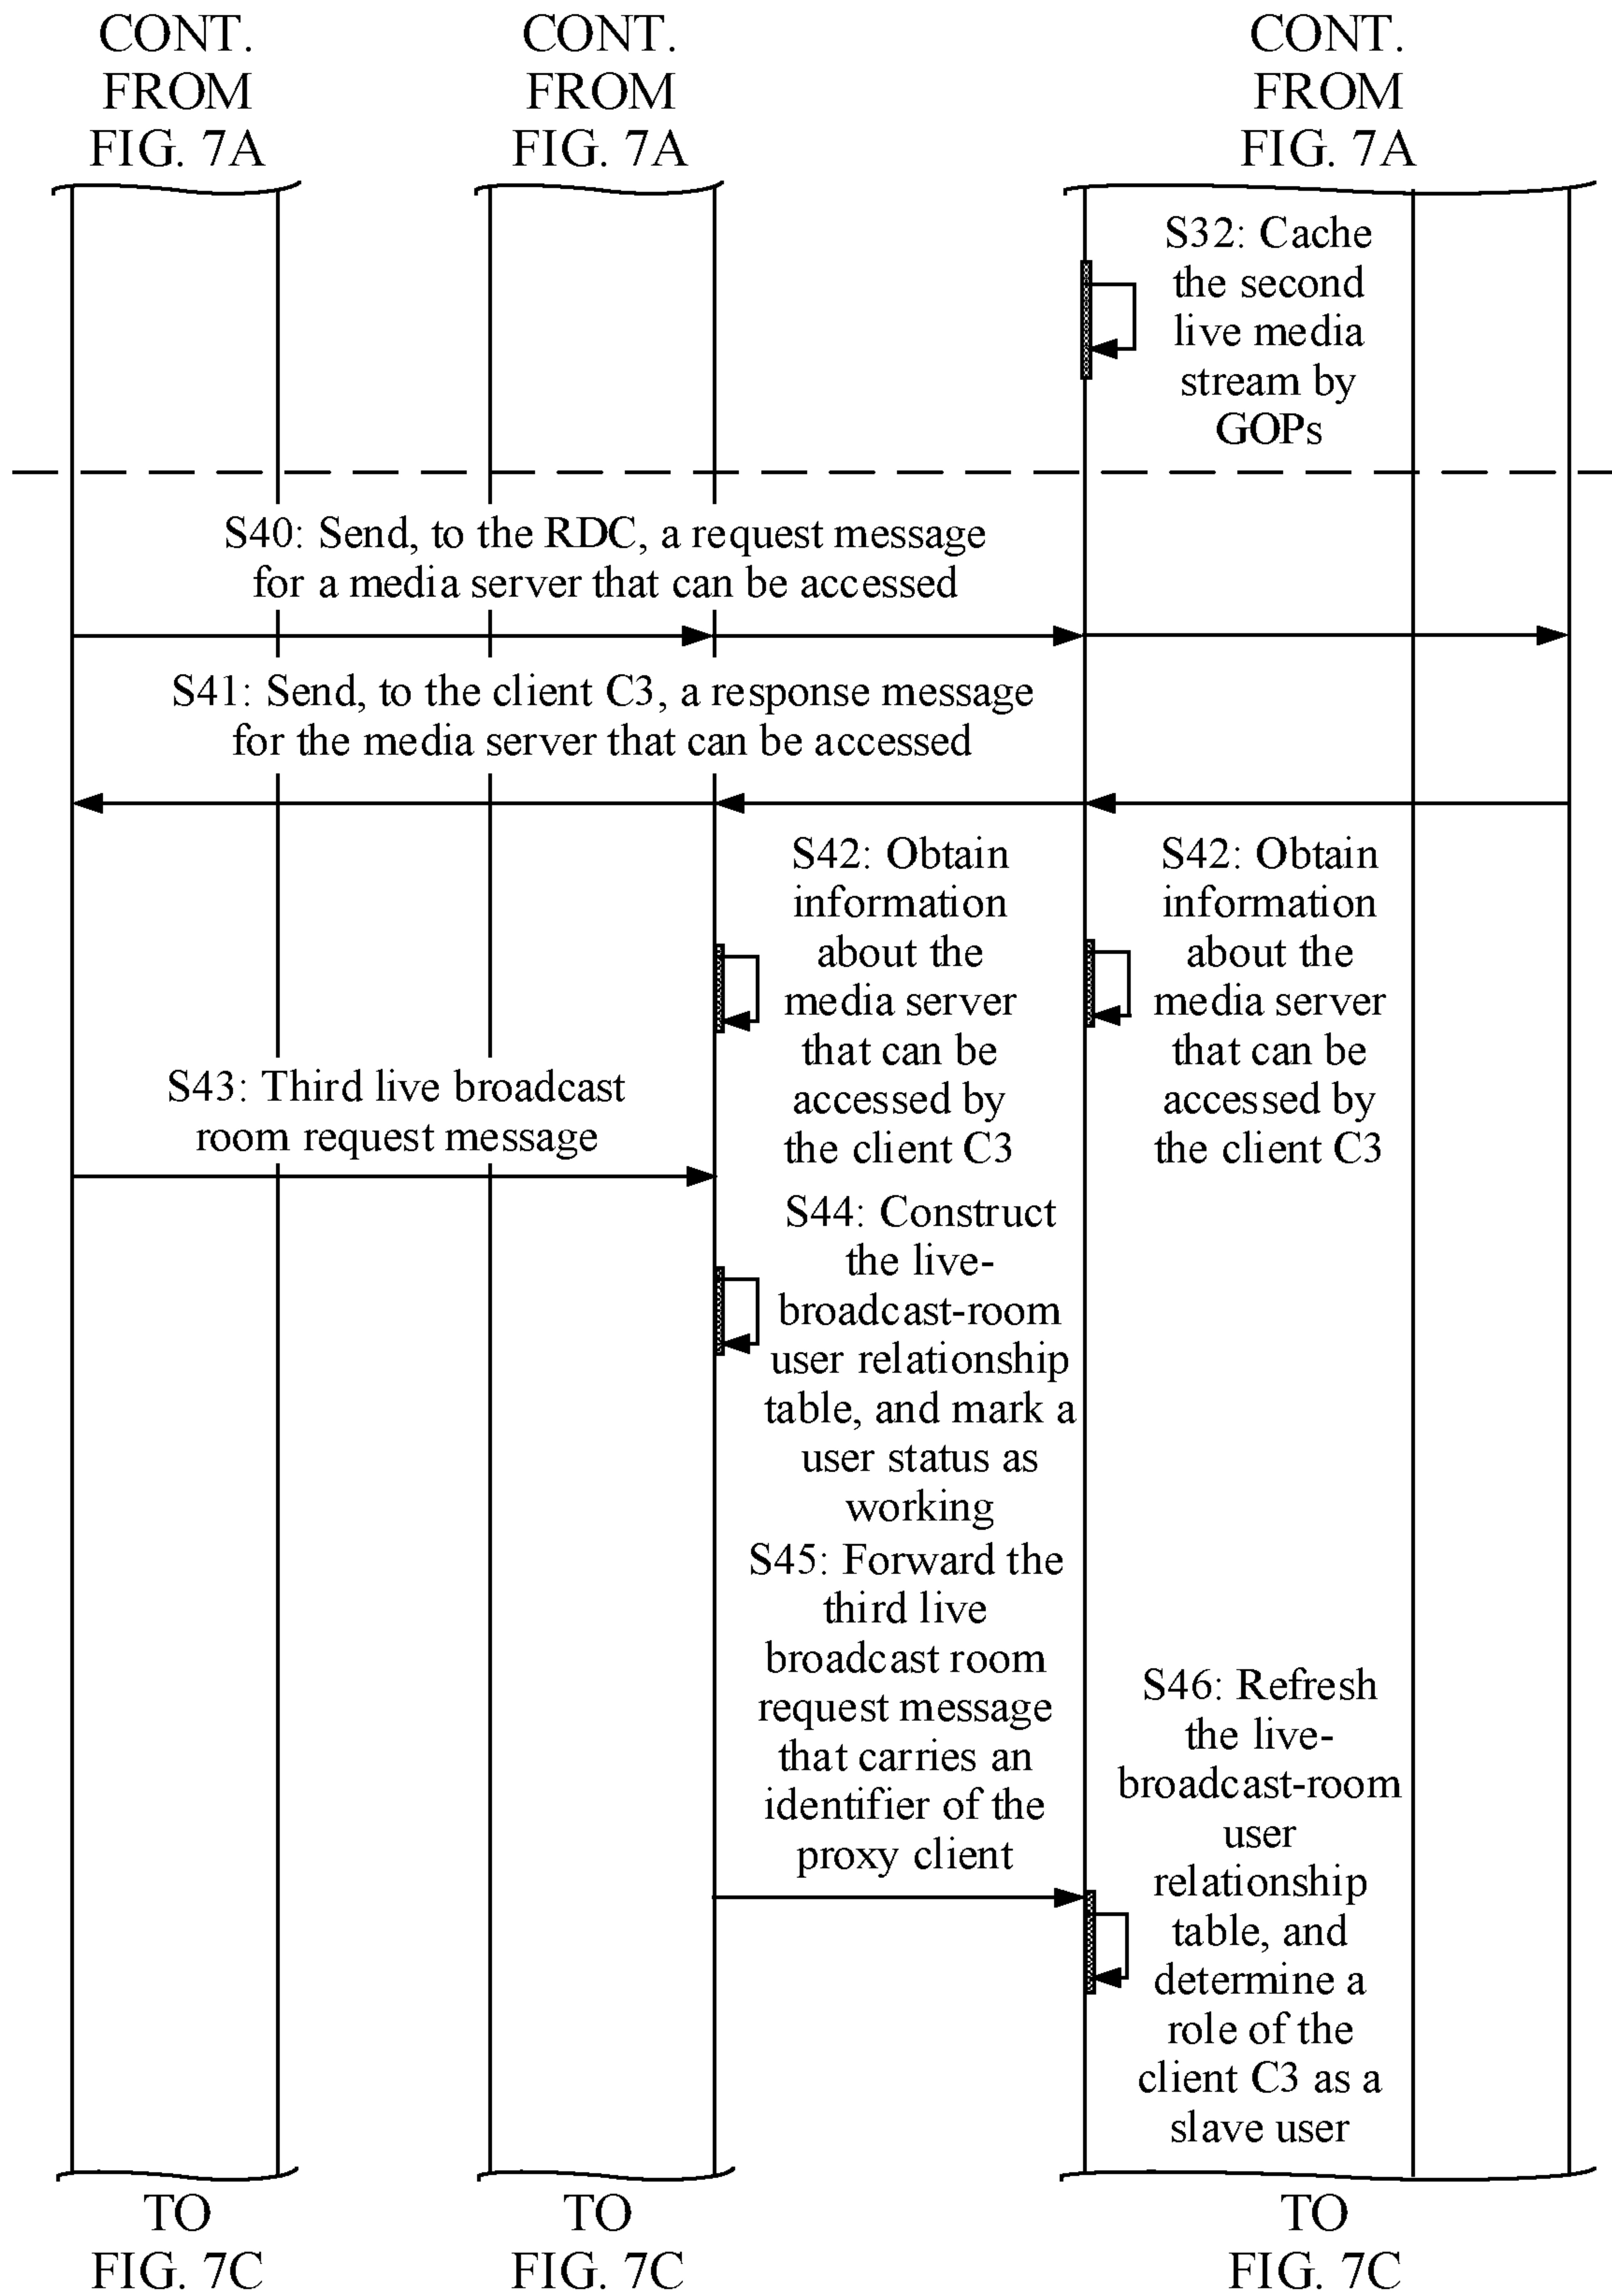 CONT.
FROM
FIG. 7A
CONT.
FROM
FIG. 7A
CONT.
FROM
FIG. 7A
S32: Cache
the second
live media
stream by
GOPs
S40: Send, to the RDC, a request message
for a media server that can be accessed
S41: Send, to the client C3, a response message
for the media server that can be accessed
S42: Obtain
information
about the
media server
that can be
accessed by
the client C3
S42: Obtain
information
about the
media server
that can be
accessed by
the client C3
S43: Third live broadcast
room request message
S44: Construct
the live-
broadcast-room
user relationship
table, and mark a
user status as
working
S45: Forward the
third live
broadcast room
request message
that carries an
identifier of the
proxy client
S46: Refresh
the live-
broadcast-room
user
relationship
table, and
determine a
role of the
client C3 as a
slave user
TO
FIG. 7C
TO
FIG. 7C
TO
FIG. 7C